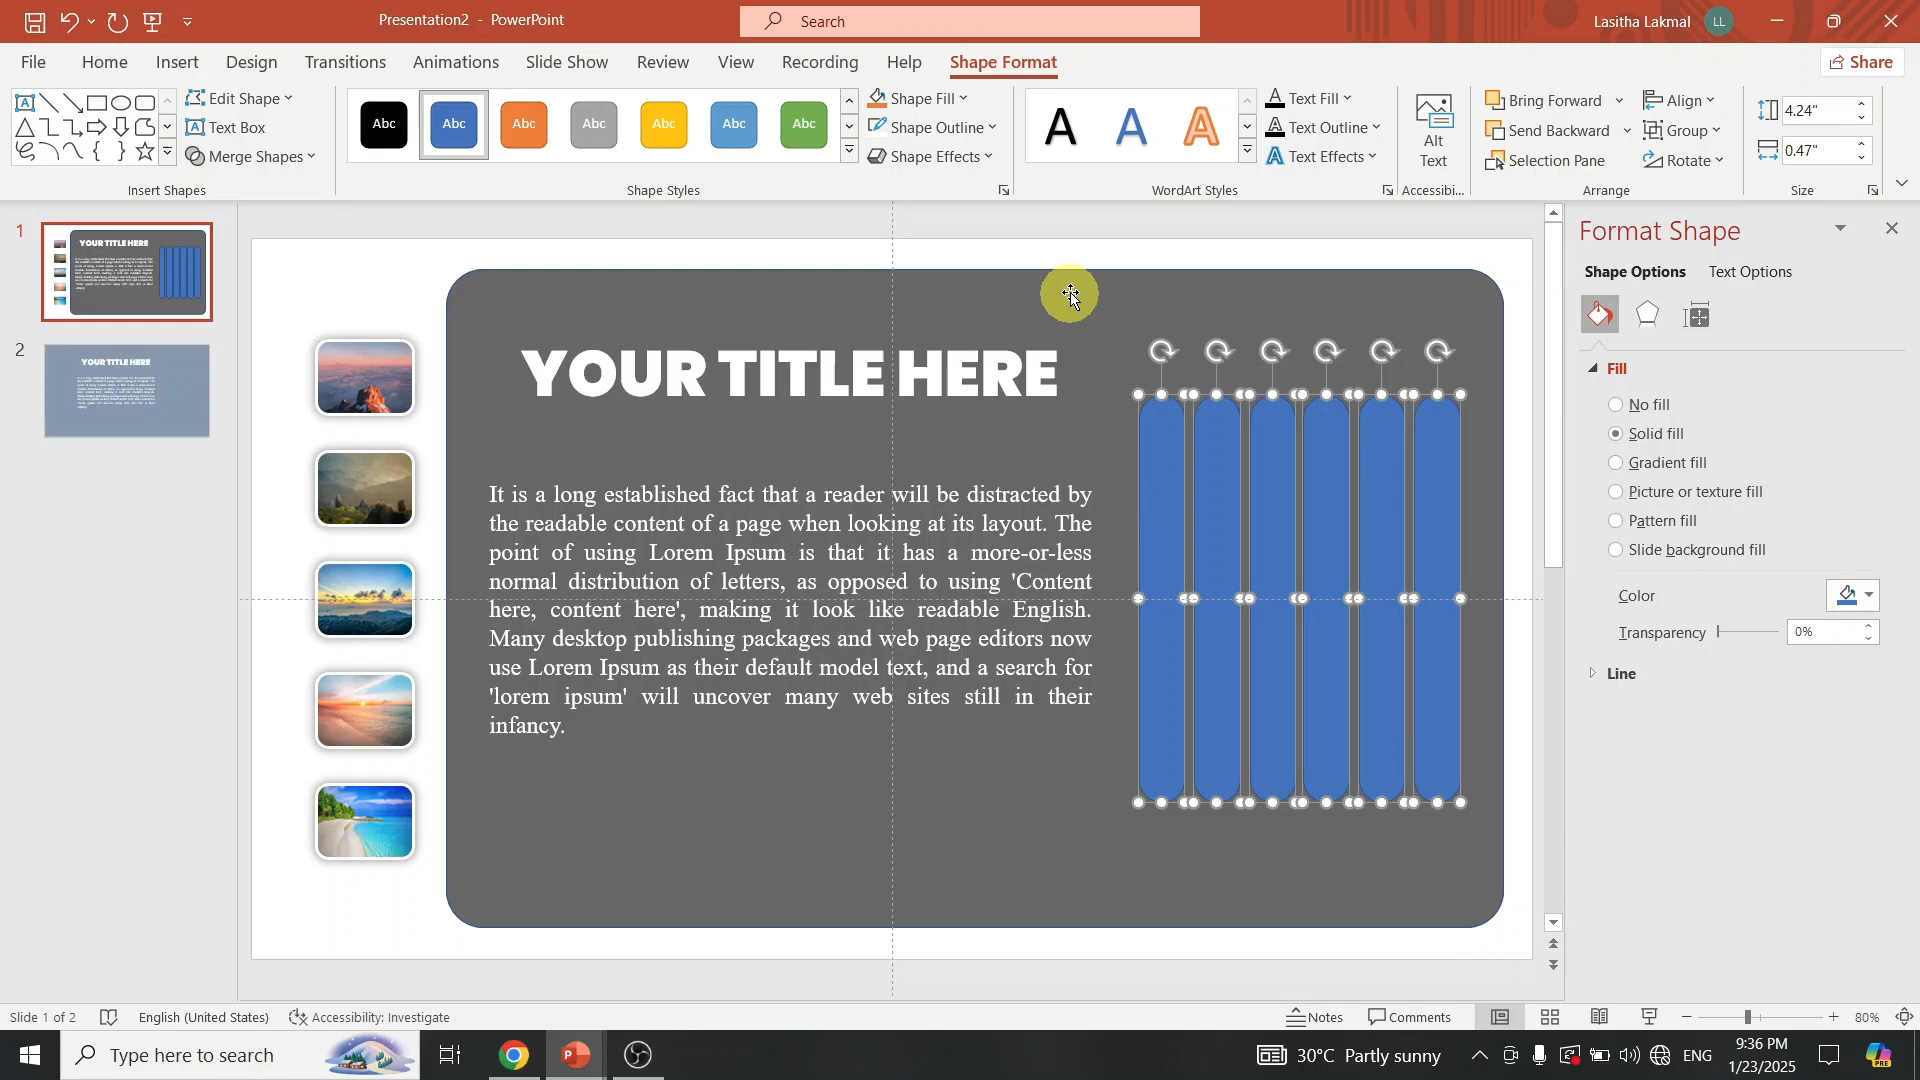 Presentation2 - PowerPoint
Search
Lasitha Lakmal
LL
File
Home
Insert
Design
Transitions
Animations
Slide Show
Review
View
Recording
Help
Shape Format
Share
Edit Shape
Text Box
Merge Shapes
Insert Shapes
Abc
Abc
Abc
Abc
Abc
Abc
Abc
Shape Styles
Shape Fill
Shape Outline
Shape Effects
A
A
A
WordArt Styles
Text Fill
Text Outline
Text Effects
Alt
Text
Accessibi...
Bring Forward
Send Backward
Selection Pane
Align
Group
Rotate
Arrange
4.24"
0.47"
Size
1
YOUR TITLE HERE
2
YOUR TITLE HERE
YOUR TITLE HERE
It is a long established fact that a reader will be distracted by
the readable content of a page when looking at its layout. The
point of using Lorem Ipsum is that it has a more-or-less
normal distribution of letters, as opposed to using 'Content
here, content here', making it look like readable English.
Many desktop publishing packages and web page editors now
use Lorem Ipsum as their default model text, and a search for
'lorem ipsum' will uncover many web sites still in their
infancy.
Format Shape
Shape Options
Text Options
Fill
No fill
Solid fill
Gradient fill
Picture or texture fill
Pattern fill
Slide background fill
Color
Transparency
0%
Line
Slide 1 of 2
English (United States)
Accessibility: Investigate
Notes
Comments
80%
Type here to search
30°C Partly sunny
ENG
9:36 PM
1/23/2025
PRE